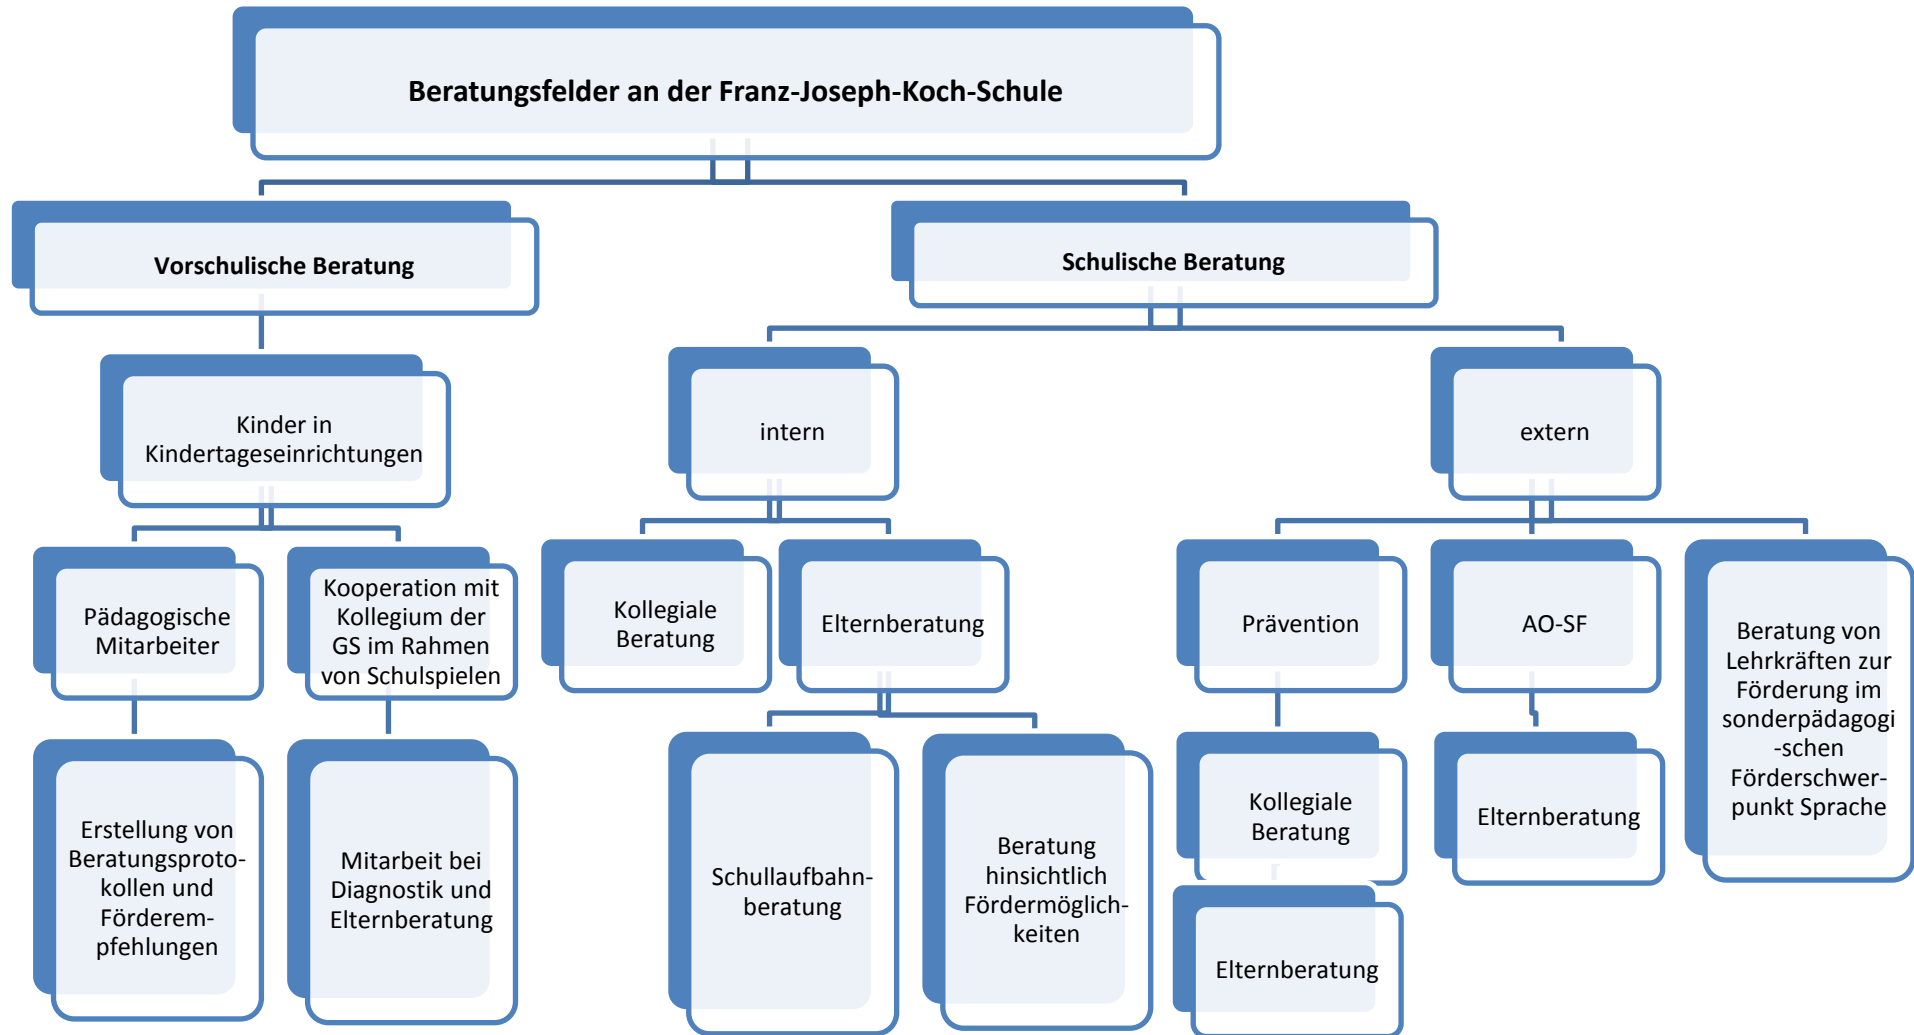 Beratungsfelder an der Franz-Joseph-Koch-Schule
Vorschulische Beratung
Schulische Beratung
Kinder in
Kindertageseinrichtungen
intern
extern
Pädagogische
Mitarbeiter
Kooperation mit
Kollegium der
GS im Rahmen
von Schulspielen
Kollegiale
Beratung
Elternberatung
Prävention
AO-SF
Beratung von
Lehrkräften zur
Förderung im
sonderpädagogi
-schen
Förderschwer-
punkt Sprache
Erstellung von
Beratungsproto-
kollen und
Förderem-
pfehlungen
Mitarbeit bei
Diagnostik und
Elternberatung
Schullaufbahn-
beratung
Beratung
hinsichtlich
Fördermöglich-
keiten
Kollegiale
Beratung
Elternberatung
Elternberatung